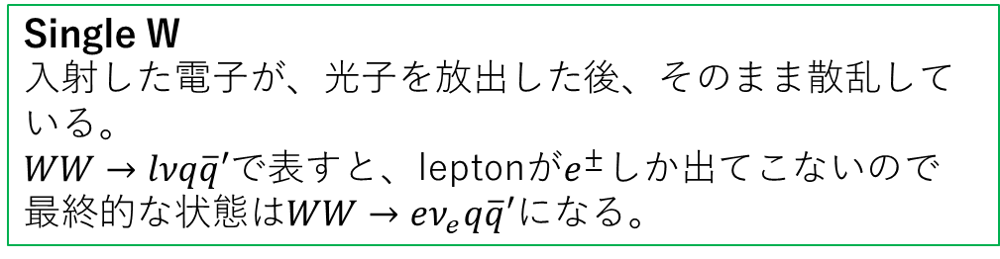 Single W
入射した電子が、光子を放出した後、そのまま散乱して
いる。
𝑊𝑊 → 𝑙𝜈𝑞𝑞̅′で表すと、leptonが𝑒±しか出てこないので
最終的な状態は𝑊𝑊 → 𝑒𝜈ₑ𝑞𝑞̅′になる。